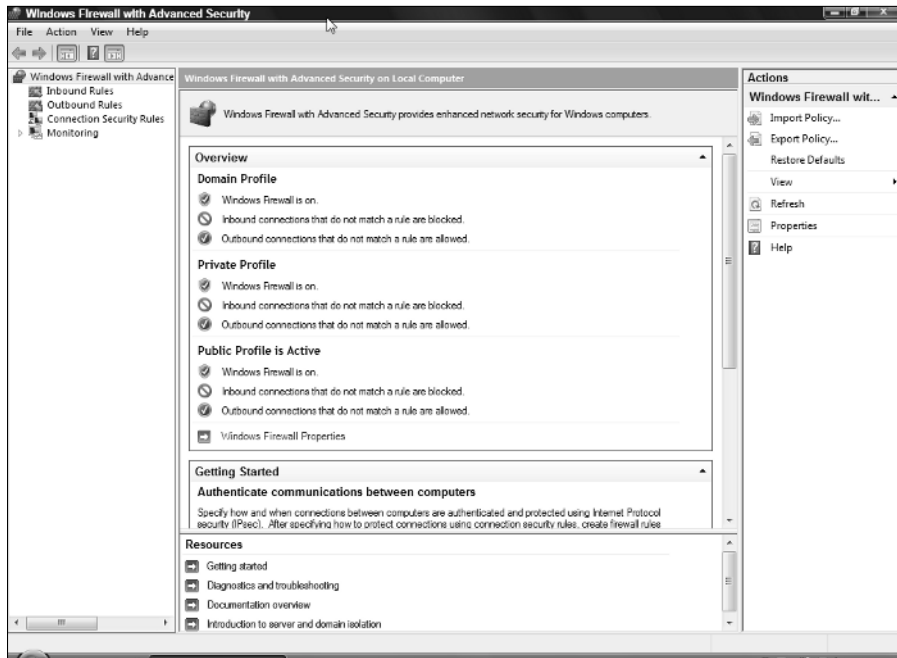 Windows Firewall with Advanced Security
File Action View Help
Windows Firewall with Advance
Inbound Rules
Outbound Rules
Connection Security Rules
Monitoring
Windows Firewall with Advanced Security on Local Computer
Windows Firewall with Advanced Security provides enhanced network security for Windows computers.
Overview
Domain Profile
Windows Firewall is on.
Inbound connections that do not match a rule are blocked.
Outbound connections that do not match a rule are allowed.
Private Profile
Windows Firewall is on.
Inbound connections that do not match a rule are blocked.
Outbound connections that do not match a rule are allowed.
Public Profile is Active
Windows Firewall is on.
Inbound connections that do not match a rule are blocked.
Outbound connections that do not match a rule are allowed.
Windows Firewall Properties
Getting Started
Authenticate communications between computers
Specify how and when connections between computers are authenticated and protected using Internet Protocol
security (IPsec). After specifying how to protect connections using connection security rules, create firewall rules
Resources
Getting started
Diagnostics and troubleshooting
Documentation overview
Introduction to server and domain isolation
Actions
Windows Firewall wit...
Import Policy...
Export Policy...
Restore Defaults
View
Refresh
Properties
Help